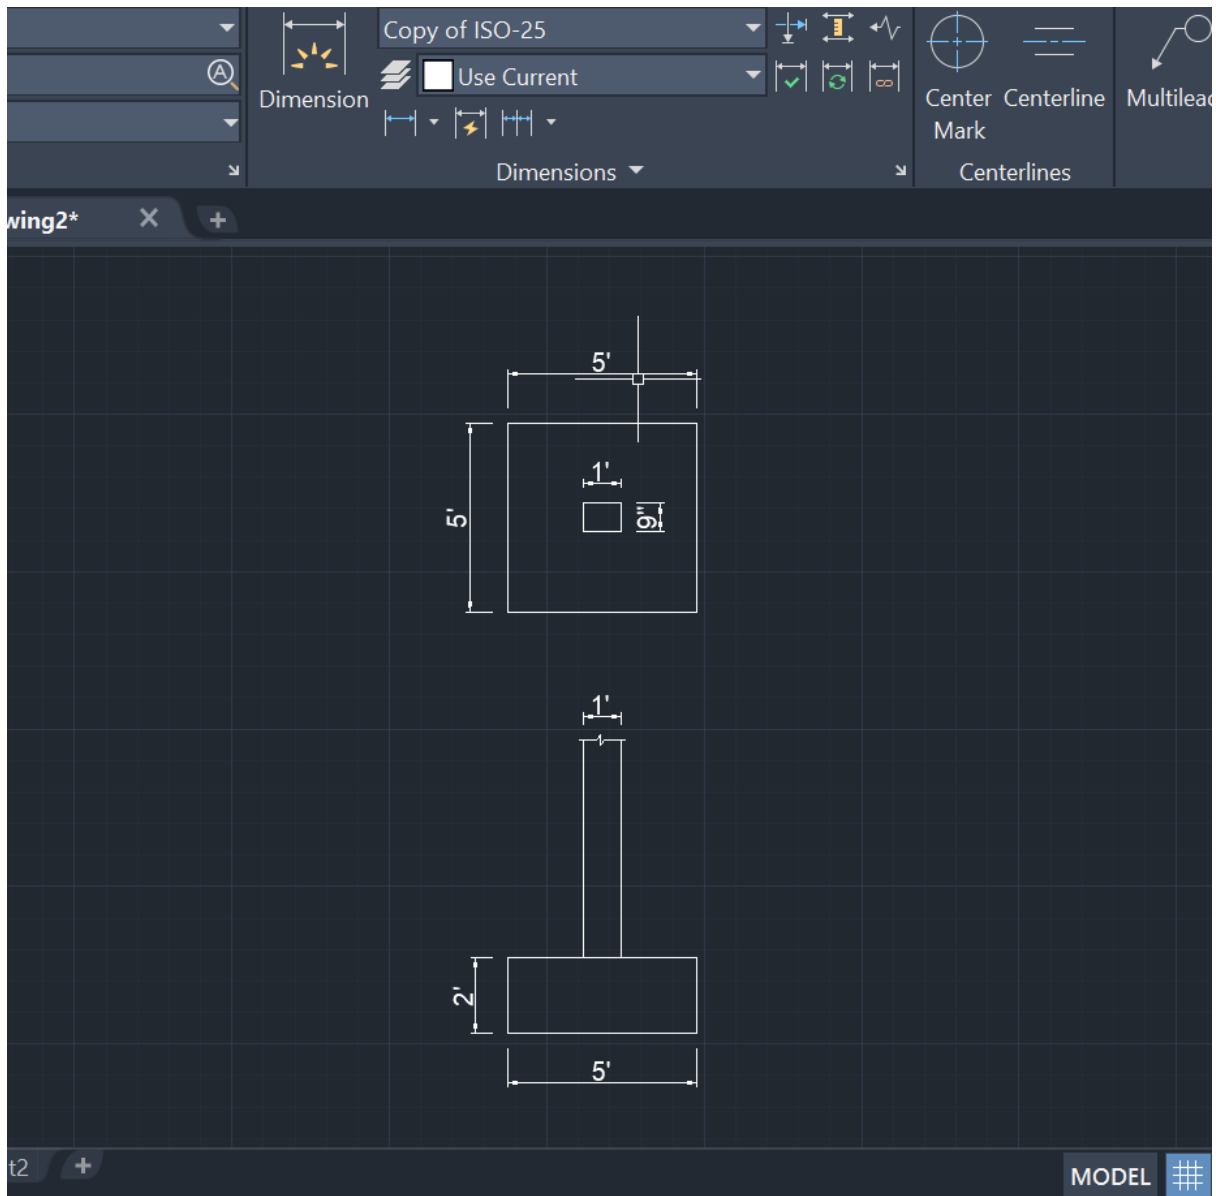 Copy of ISO-25
Use Current
Dimension
Center Mark
Centerline
Multilead
Dimensions
Centerlines
wing2*
5'
5'
1'
9"
1'
2'
5'
t2
MODEL